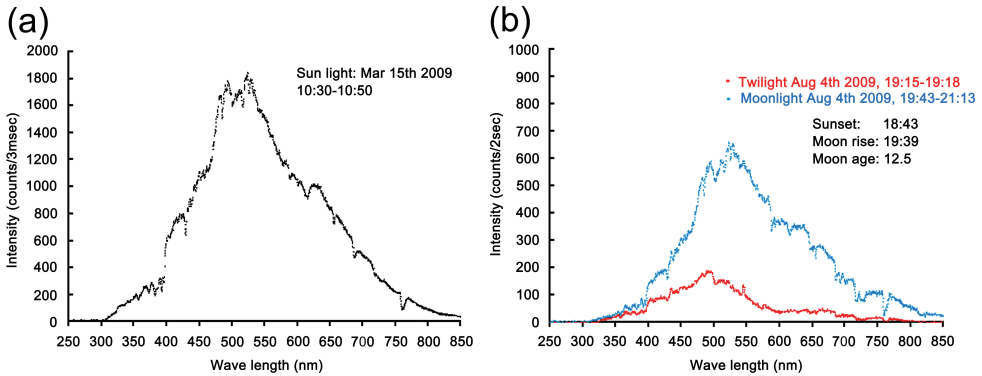 (a)
2000
1800
1600
1400
1200
1000
800
600
400
200
0
Intensity (counts/3msec)
250 300 350 400 450 500 550 600 650 700 750 850
Wave length (nm)
Sun light: Mar 15th 2009
10:30-10:50
(b)
1000
900
800
700
600
500
400
300
200
100
0
Intensity (counts/2sec)
250 300 350 400 450 500 550 600 650 700 750 850
Wave length (nm)
Twilight Aug 4th 2009, 19:15-19:18
Moonlight Aug 4th 2009, 19:43-21:13
Sunset: 18:43
Moon rise: 19:39
Moon age: 12.5